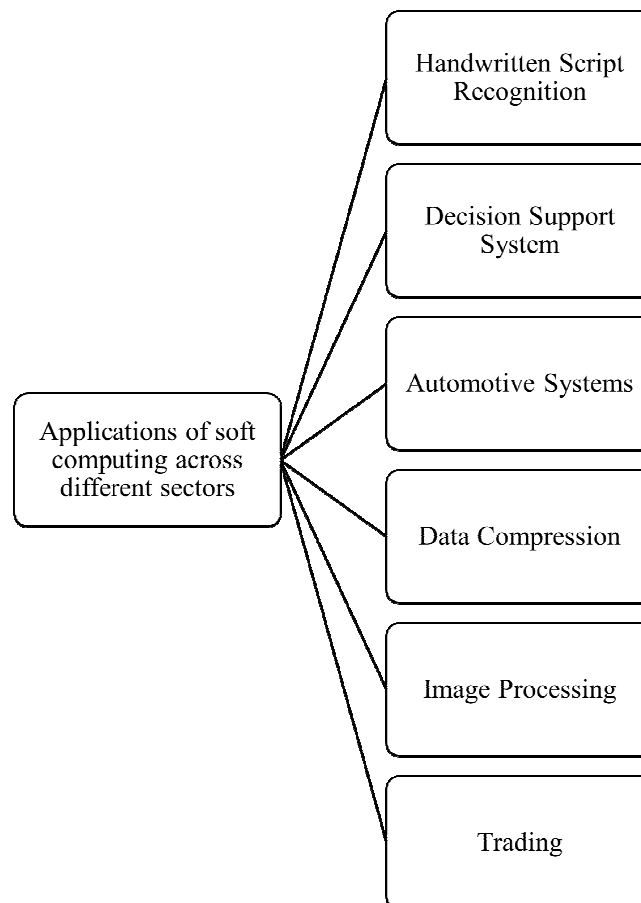 Handwritten Script
Recognition
Decision Support
System
Automotive Systems
Applications of soft
computing across
different sectors
Data Compression
Image Processing
Trading